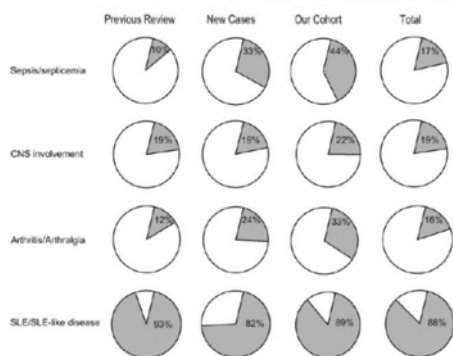 Previous Review New Cases Our Cohort Total
Sepsis/septicemia 10% 33% 44% 17%
CNS involvement 19% 19% 22% 19%
Arthritis/Arthralgia 12% 24% 33% 16%
SLE/SLE-like disease 93% 82% 89% 88%